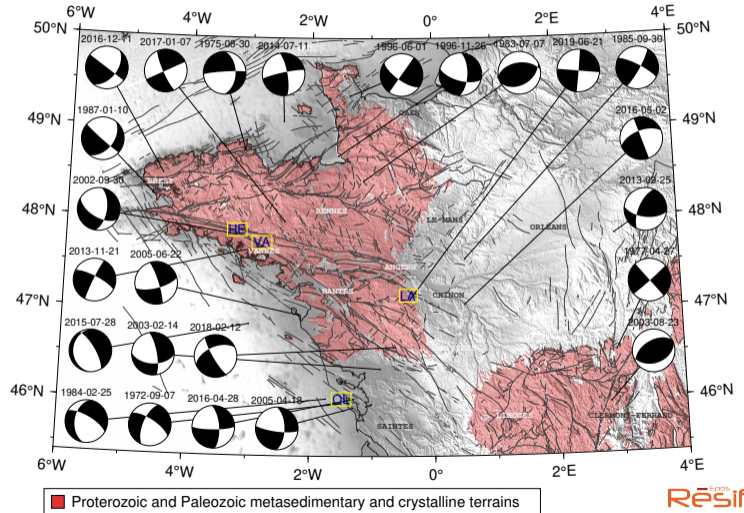 6°W 4°W 2°W 0° 2°E 4°E
50°N 50°N
2016-12-11 2017-01-07 1975-08-30 2014-07-11 1996-06-01 1996-11-26 1983-07-07 2019-06-21 1985-09-30
CAEN
49°N 49°N
1987-01-10 2016-05-02
BREST
2002-09-30 2013-02-25
48°N RENNES LE-MANS ORLEANS 48°N
HE
VA
VANNES
2013-11-21 2005-06-22 ANGERS 1977-04-27
NANTES LA CHINON
47°N 47°N
2015-07-28 2003-02-14 2018-02-12 2003-08-23
46°N 46°N
1984-02-25 1972-09-07 2016-04-28 2005-04-18 OL
LIMOGES CLERMONT-FERRAND
SAINTES
6°W 4°W 2°W 0° 2°E 4°E
Proterozoic and Paleozoic metasedimentary and crystalline terrains
Epos
Résif